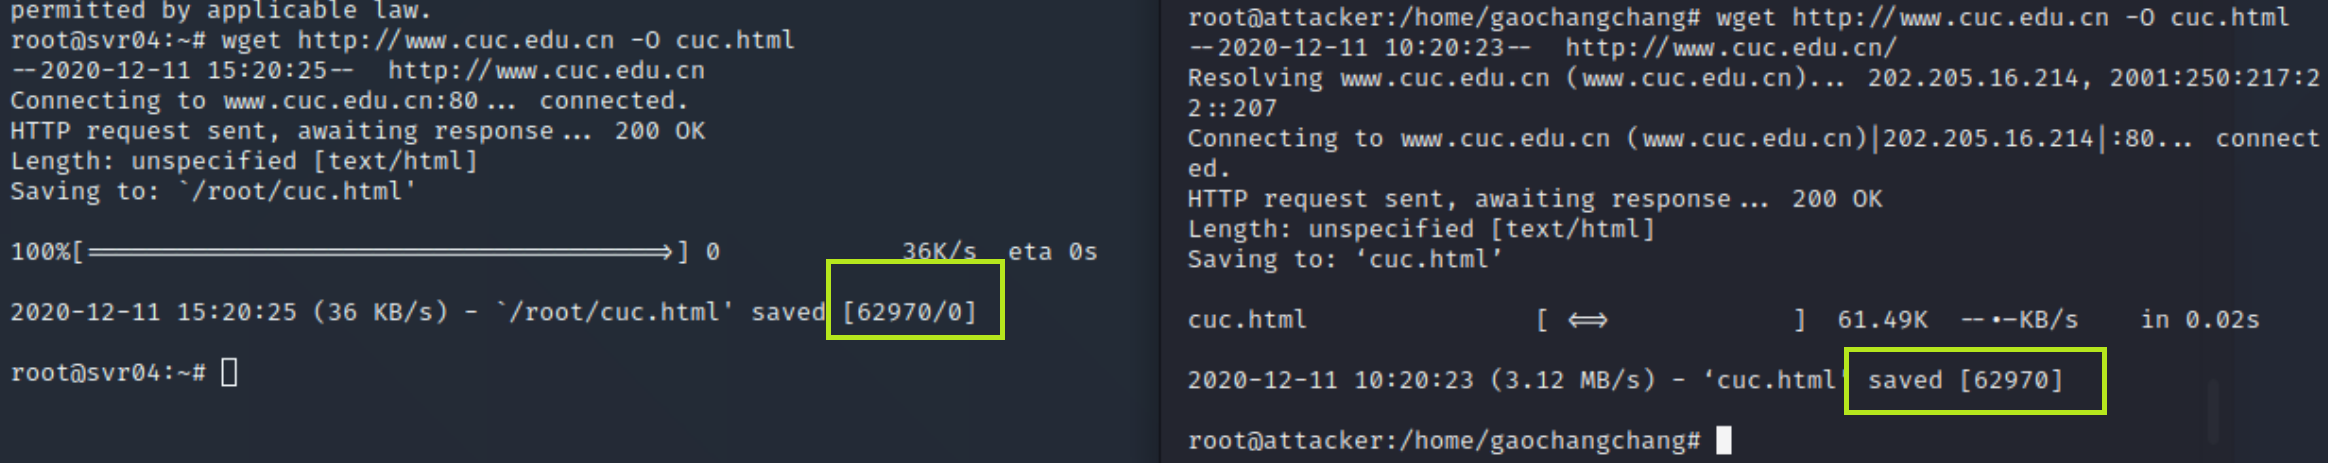 permitted by applicable law.
root@svr04:~# wget http://www.cuc.edu.cn -O cuc.html
--2020-12-11 15:20:25--  http://www.cuc.edu.cn
Connecting to www.cuc.edu.cn:80... connected.
HTTP request sent, awaiting response... 200 OK
Length: unspecified [text/html]
Saving to: `/root/cuc.html'
100%[======================================>] 0            36K/s  eta 0s
2020-12-11 15:20:25 (36 KB/s) - `/root/cuc.html' saved [62970/0]
root@svr04:~#
root@attacker:/home/gaochangchang# wget http://www.cuc.edu.cn -O cuc.html
--2020-12-11 10:20:23--  http://www.cuc.edu.cn/
Resolving www.cuc.edu.cn (www.cuc.edu.cn)... 202.205.16.214, 2001:250:217:2
2::207
Connecting to www.cuc.edu.cn (www.cuc.edu.cn)|202.205.16.214|:80... connect
ed.
HTTP request sent, awaiting response... 200 OK
Length: unspecified [text/html]
Saving to: ‘cuc.html’
cuc.html               [ <=>            ]  61.49K  --.-KB/s    in 0.02s
2020-12-11 10:20:23 (3.12 MB/s) - ‘cuc.html’ saved [62970]
root@attacker:/home/gaochangchang#